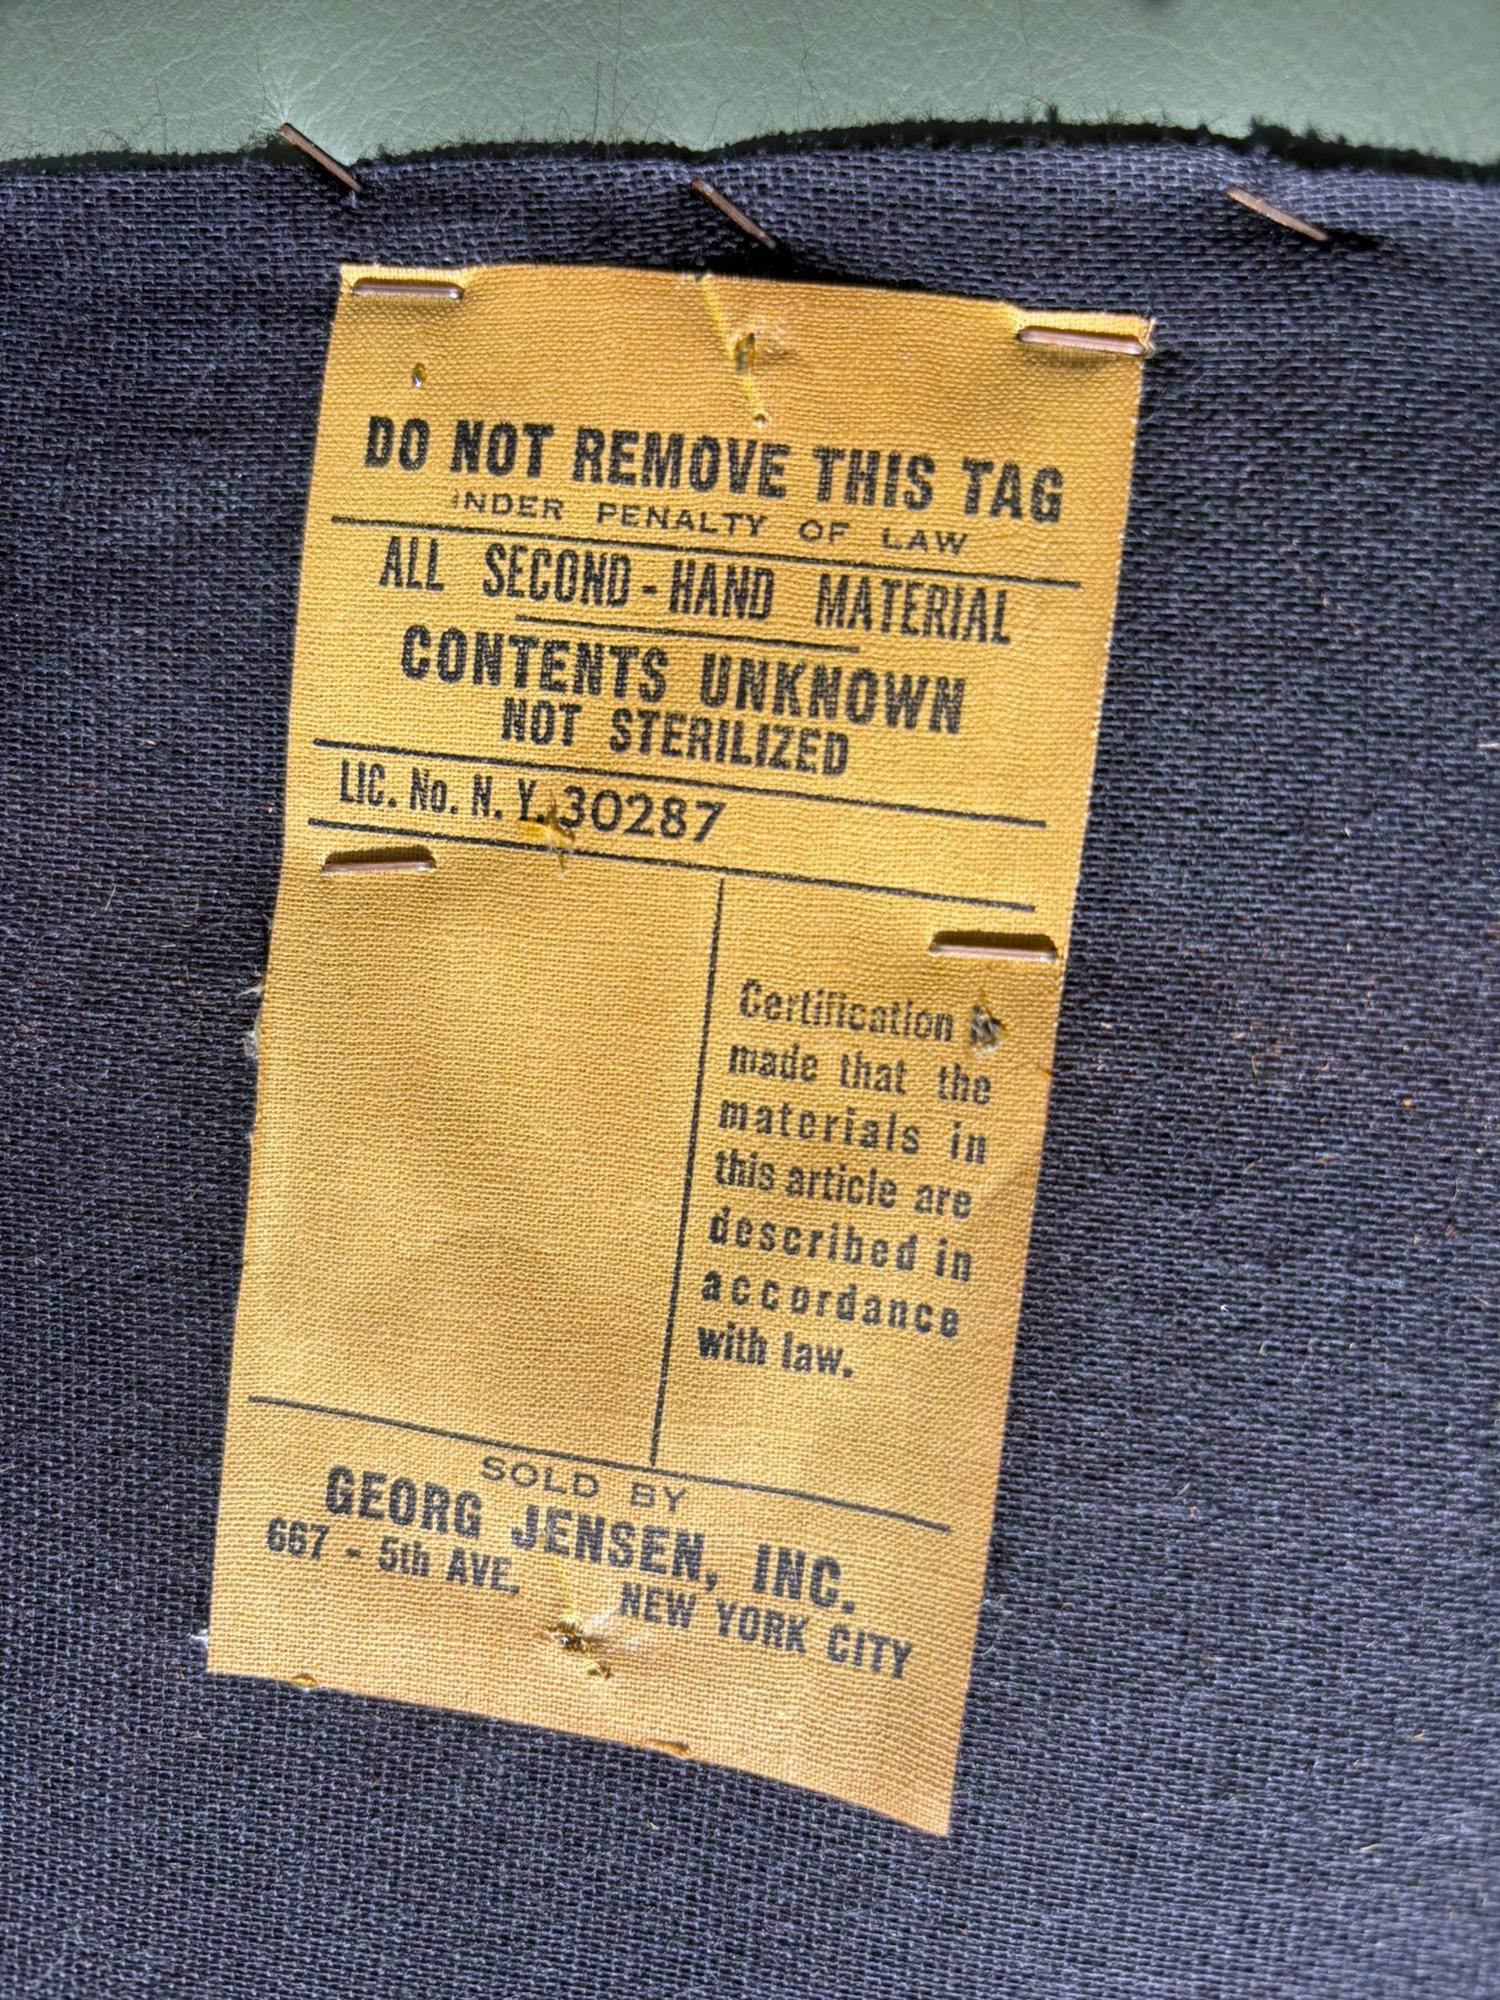 DO NOT REMOVE THIS TAG
UNDER PENALTY OF LAW
ALL SECOND-HAND MATERIAL
CONTENTS UNKNOWN
NOT STERILIZED
LIC. No. N. Y. 30287
Certification is
made that the
materials in
this article are
described in
accordance
with law.
SOLD BY
GEORG JENSEN, INC.
667 - 5th AVE. NEW YORK CITY